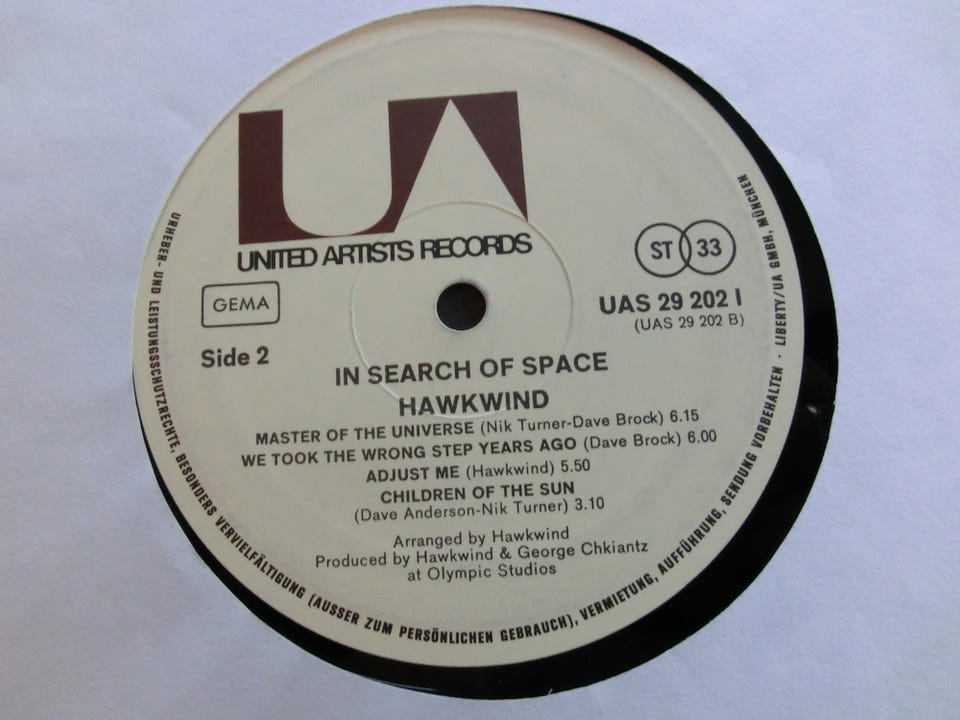 UA
UNITED ARTISTS RECORDS
GEMA
ST 33
UAS 29 202 I
(UAS 29 202 B)
Side 2
IN SEARCH OF SPACE
HAWKWIND
MASTER OF THE UNIVERSE (Nik Turner-Dave Brock) 6.15
WE TOOK THE WRONG STEP YEARS AGO (Dave Brock) 6.00
ADJUST ME (Hawkwind) 5.50
CHILDREN OF THE SUN
(Dave Anderson-Nik Turner) 3.10
Arranged by Hawkwind
Produced by Hawkwind & George Chkiantz
at Olympic Studios
URHEBER- UND LEISTUNGSSCHUTZRECHTE, BESONDERS VERVIELFÄLTIGUNG (AUSSER ZUM PERSÖNLICHEN GEBRAUCH), VERMIETUNG, AUFFÜHRUNG, SENDUNG VORBEHALTEN · LIBERTY/UA GMBH, MÜNCHEN